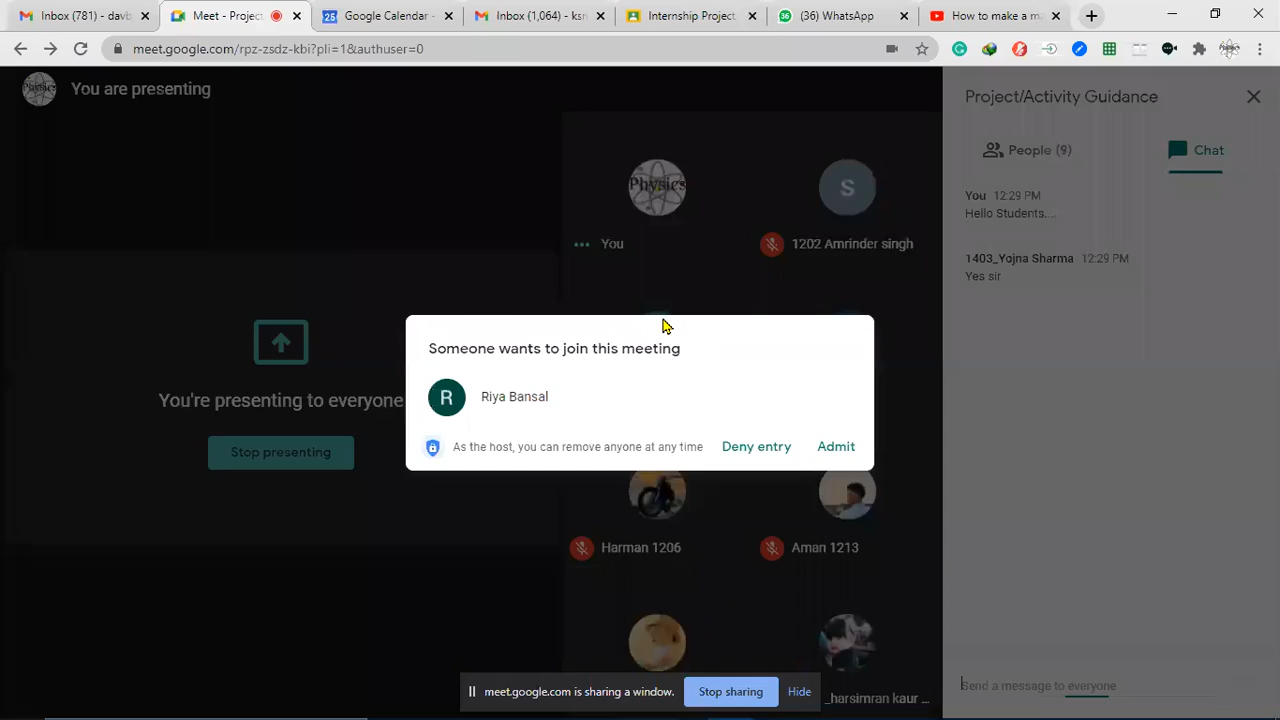 Inbox (781) - davb
Meet - Project
Google Calendar -
Inbox (1,064) - ksr
Internship Project
(36) WhatsApp
How to make a m
meet.google.com/rpz-zsdz-kbi?pli=1&authuser=0
Physics
You are presenting
Project/Activity Guidance
People (9)
Chat
You 12:29 PM
Hello Students....
1403_Yojna Sharma 12:29 PM
Yes sir
Physics
S
You
1202 Amrinder singh
You're presenting to everyone
Stop presenting
Someone wants to join this meeting
R
Riya Bansal
As the host, you can remove anyone at any time
Deny entry
Admit
Harman 1206
Aman 1213
_harsimran kaur ...
meet.google.com is sharing a window.
Stop sharing
Hide
Send a message to everyone